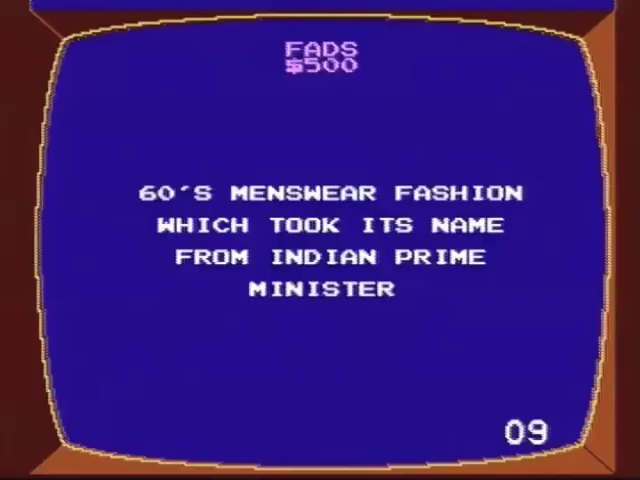 FADS
$500
60'S MENSWEAR FASHION
WHICH TOOK ITS NAME
FROM INDIAN PRIME
MINISTER
09